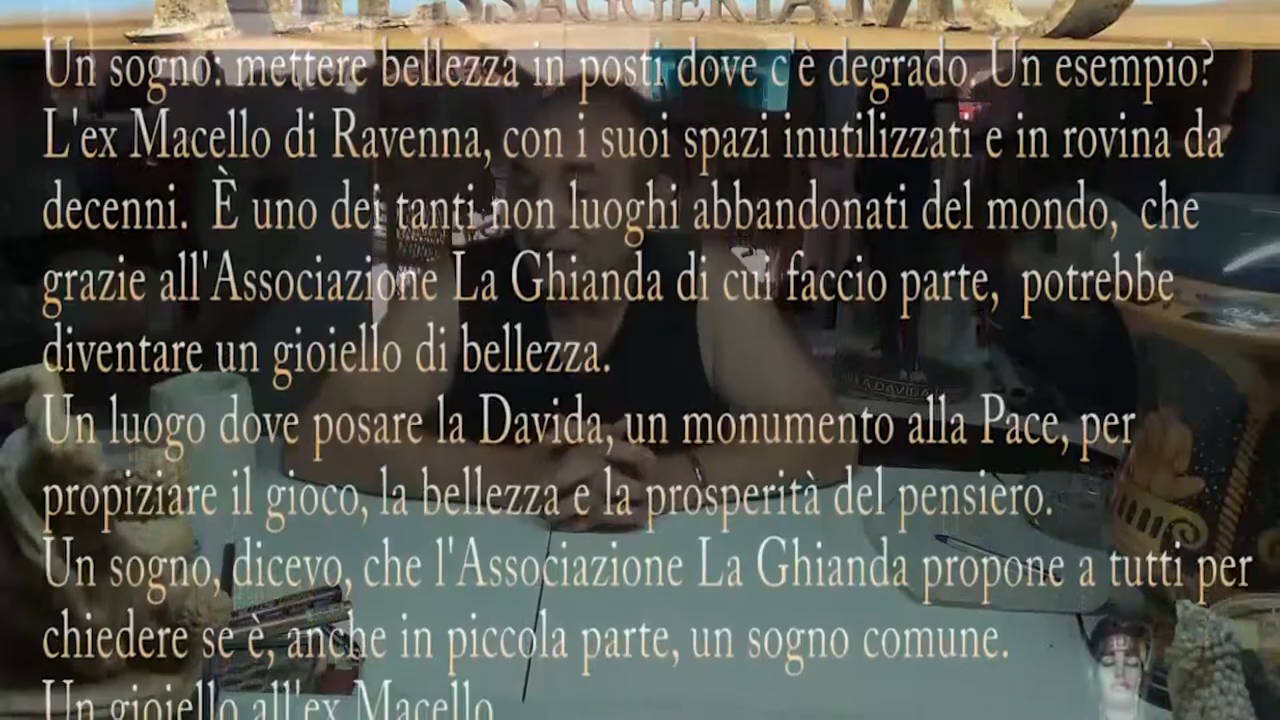 Un sogno: mettere bellezza in posti dove c'è degrado. Un esempio?
L'ex Macello di Ravenna, con i suoi spazi inutilizzati e in rovina da
decenni. È uno dei tanti non luoghi abbandonati del mondo, che
grazie all'Associazione La Ghianda di cui faccio parte, potrebbe
diventare un gioiello di bellezza.
Un luogo dove posare la Davida, un monumento alla Pace, per
propiziare il gioco, la bellezza e la prosperità del pensiero.
Un sogno, dicevo, che l'Associazione La Ghianda propone a tutti per
chiedere se è, anche in piccola parte, un sogno comune.
Un gioiello all'ex Macello
LA DAVIDA